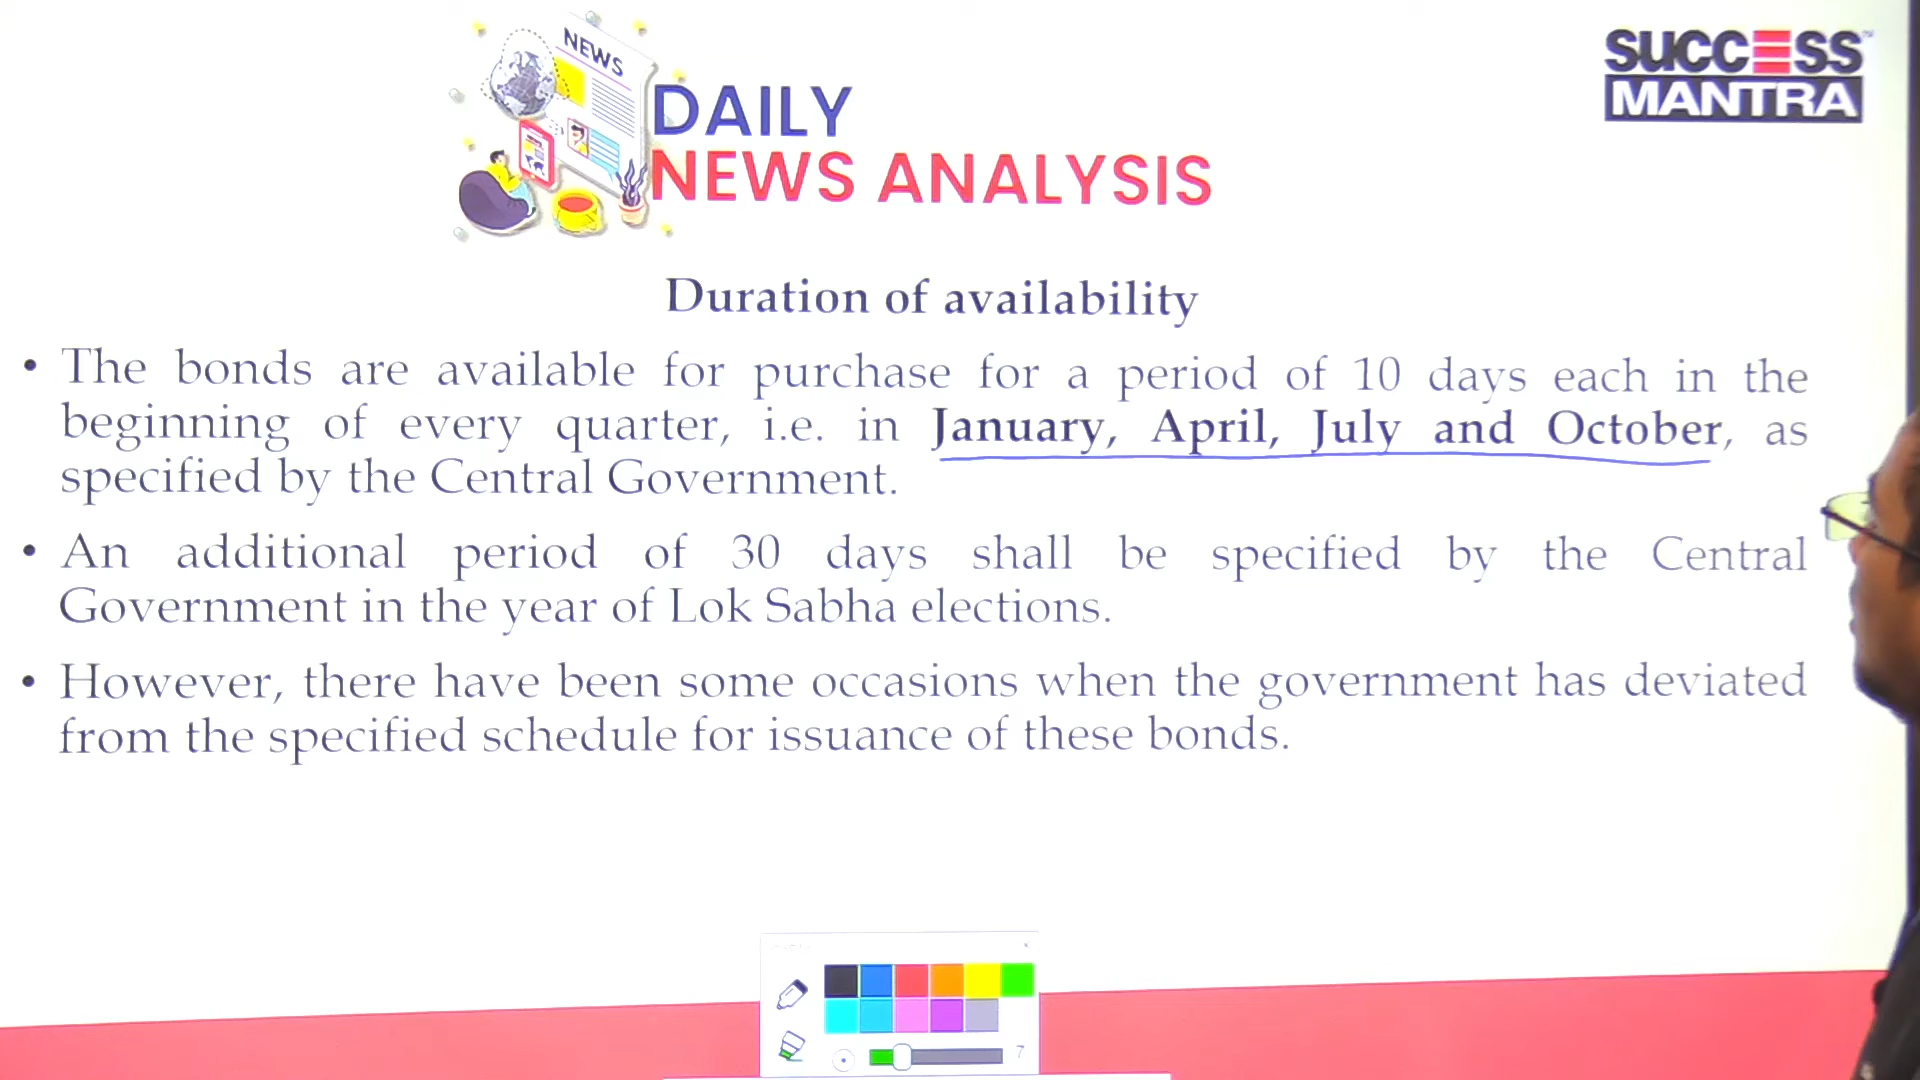 NEWS
DAILY
NEWS ANALYSIS
SUCCESS
MANTRA
Duration of availability
• The bonds are available for purchase for a period of 10 days each in the
beginning of every quarter, i.e. in January, April, July and October, as
specified by the Central Government.
• An additional period of 30 days shall be specified by the Central
Government in the year of Lok Sabha elections.
• However, there have been some occasions when the government has deviated
from the specified schedule for issuance of these bonds.
7